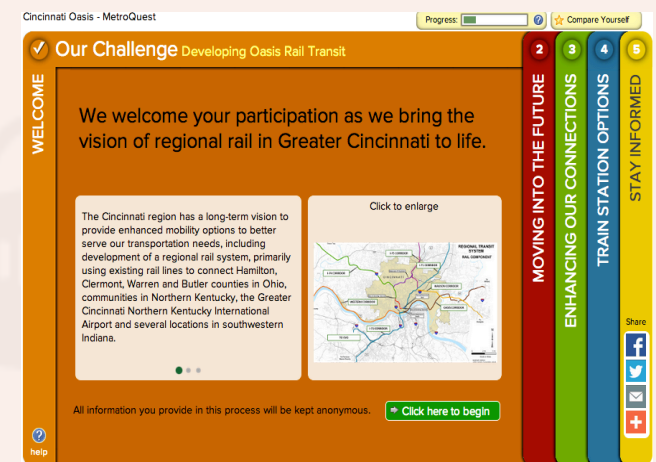 Cincinnati Oasis - MetroQuest
Progress:
?
Compare Yourself
Our Challenge Developing Oasis Rail Transit
WELCOME
We welcome your participation as we bring the
vision of regional rail in Greater Cincinnati to life.
The Cincinnati region has a long-term vision to
provide enhanced mobility options to better
serve our transportation needs, including
development of a regional rail system, primarily
using existing rail lines to connect Hamilton,
Clermont, Warren and Butler counties in Ohio,
communities in Northern Kentucky, the Greater
Cincinnati Northern Kentucky International
Airport and several locations in southwestern
Indiana.
Click to enlarge
REGIONAL TRANSIT
SYSTEM
RAIL COMPONENT
All information you provide in this process will be kept anonymous.
Click here to begin
?
help
2
MOVING INTO THE FUTURE
3
ENHANCING OUR CONNECTIONS
4
TRAIN STATION OPTIONS
5
STAY INFORMED
Share